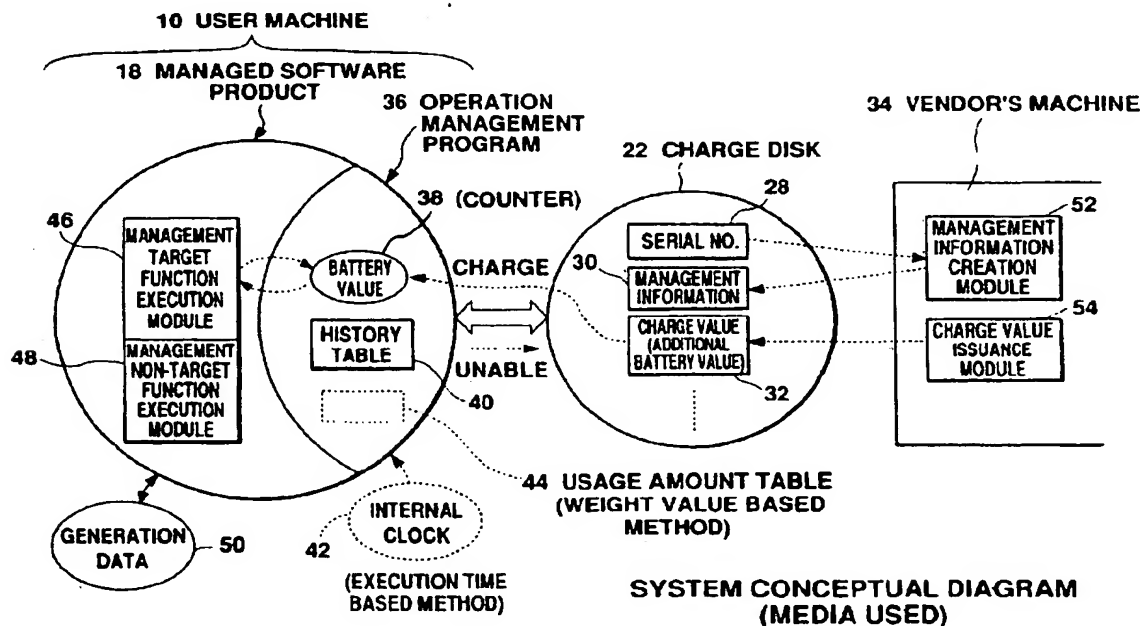 10 USER MACHINE
18 MANAGED SOFTWARE
PRODUCT
36 OPERATION
MANAGEMENT
PROGRAM
34 VENDOR'S MACHINE
22 CHARGE DISK
38 (COUNTER)
28
52
46
MANAGEMENT
TARGET
FUNCTION
EXECUTION
MODULE
BATTERY
VALUE
CHARGE
30
SERIAL NO.
MANAGEMENT
INFORMATION
MANAGEMENT
INFORMATION
CREATION
MODULE
54
48
MANAGEMENT
NON-TARGET
FUNCTION
EXECUTION
MODULE
HISTORY
TABLE
40
UNABLE
CHARGE VALUE
(ADDITIONAL
BATTERY VALUE)
32
CHARGE VALUE
ISSUANCE
MODULE
44 USAGE AMOUNT TABLE
(WEIGHT VALUE BASED
METHOD)
GENERATION
DATA
50
42
INTERNAL
CLOCK
(EXECUTION TIME
BASED METHOD)
SYSTEM CONCEPTUAL DIAGRAM
(MEDIA USED)